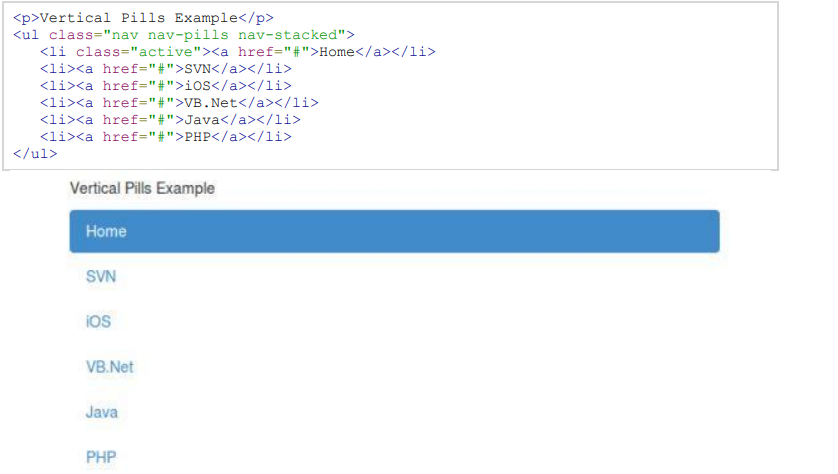 <p>Vertical Pills Example</p>
<ul class="nav nav-pills nav-stacked">
<li class="active"><a href="#">Home</a></li>
<li><a href="#">SVN</a></li>
<li><a href="#">iOS</a></li>
<li><a href="#">VB.Net</a></li>
<li><a href="#">Java</a></li>
<li><a href="#">PHP</a></li>
</ul>
Vertical Pills Example
Home
SVN
iOS
VB.Net
Java
PHP